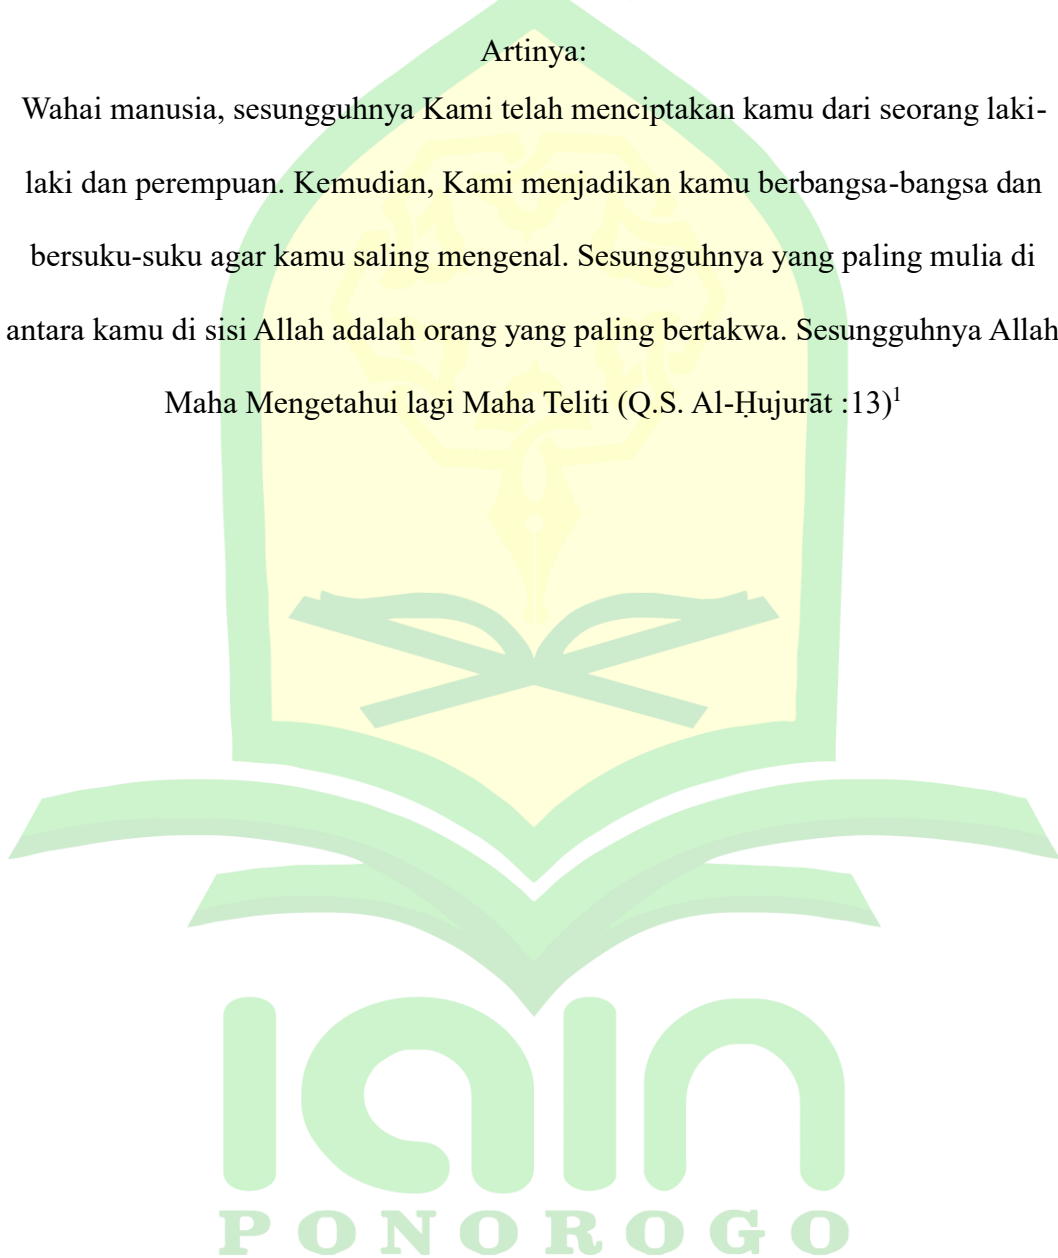 Artinya:
Wahai manusia, sesungguhnya Kami telah menciptakan kamu dari seorang laki-
laki dan perempuan. Kemudian, Kami menjadikan kamu berbangsa-bangsa dan
bersuku-suku agar kamu saling mengenal. Sesungguhnya yang paling mulia di
antara kamu di sisi Allah adalah orang yang paling bertakwa. Sesungguhnya Allah
Maha Mengetahui lagi Maha Teliti (Q.S. Al-Ḥujurāt :13)¹
iain
PONOROGO